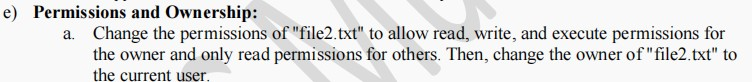 e) Permissions and Ownership:
a. Change the permissions of "file2.txt" to allow read, write, and execute permissions for
the owner and only read permissions for others. Then, change the owner of "file2.txt" to
the current user.